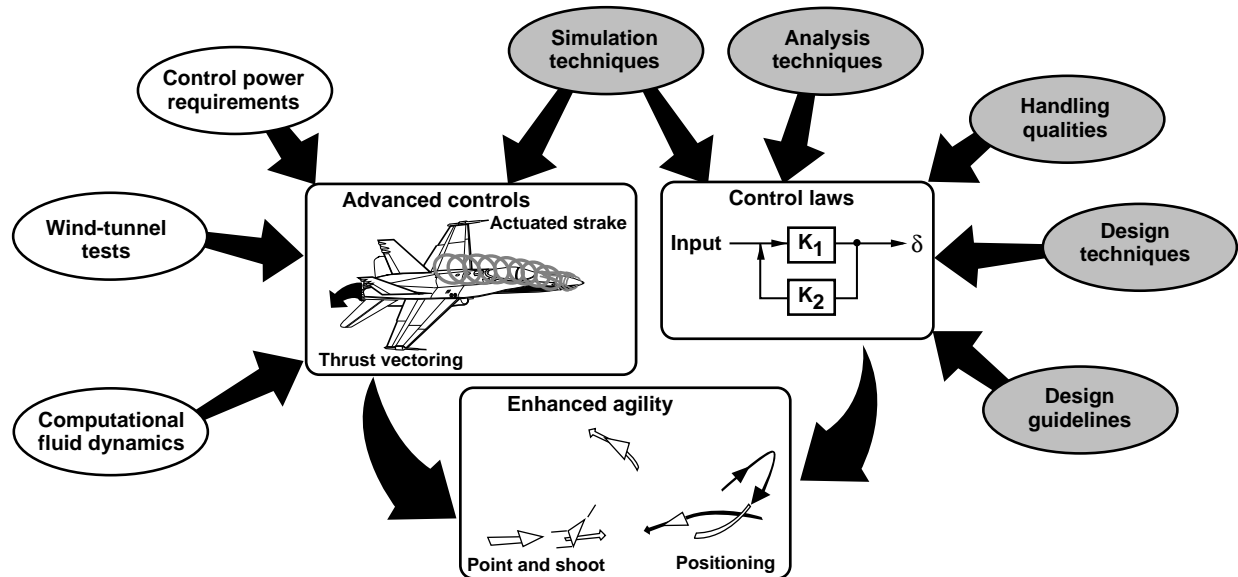 Simulation
techniques
Analysis
techniques
Control power
requirements
Handling
qualities
Advanced controls
Actuated strake
Thrust vectoring
Control laws
Input
K1
δ
K2
Wind-tunnel
tests
Design
techniques
Computational
fluid dynamics
Design
guidelines
Enhanced agility
Point and shoot
Positioning